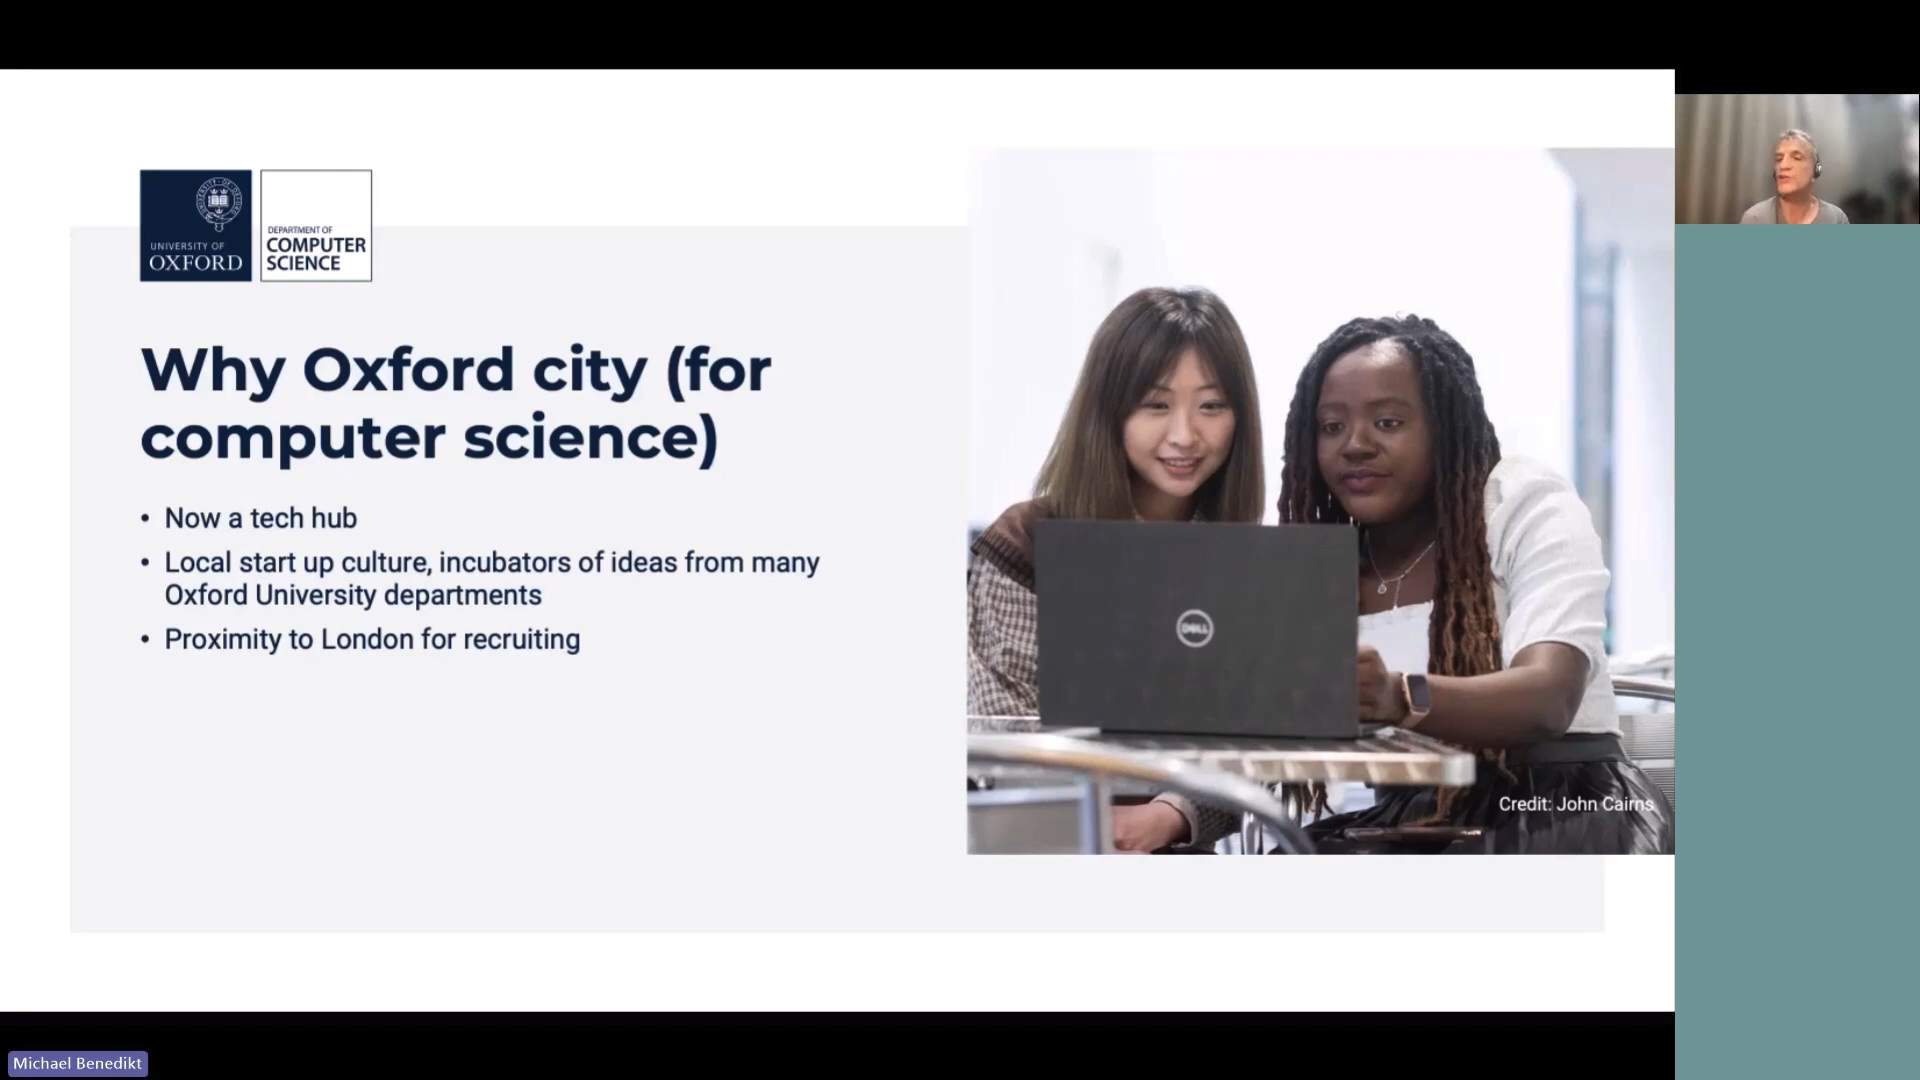 UNIVERSITY OF
OXFORD
DEPARTMENT OF
COMPUTER
SCIENCE
Why Oxford city (for
computer science)
• Now a tech hub
• Local start up culture, incubators of ideas from many
Oxford University departments
• Proximity to London for recruiting
DELL
Credit: John Cairns
Michael Benedikt